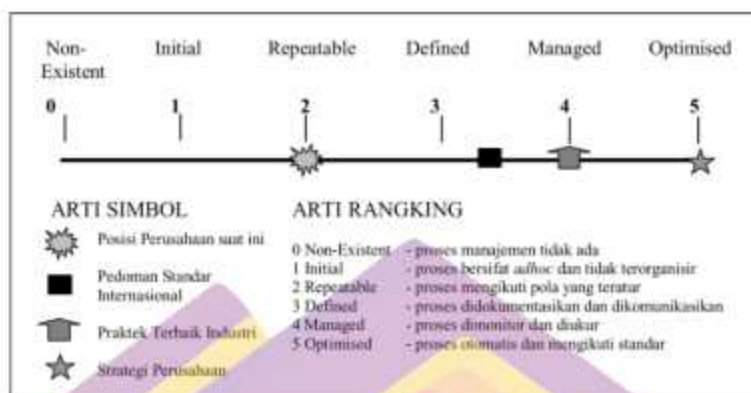 Non-Existent Initial Repeatable Defined Managed Optimised
0 1 2 3 4 5
ARTI SIMBOL
Posisi Perusahaan saat ini
Pedoman Standar
Internasional
Praktek Terbaik Industri
Strategi Perusahaan
ARTI RANGKING
0 Non-Existent - proses manajemen tidak ada
1 Initial - proses bersifat adhoc dan tidak terorganisir
2 Repeatable - proses mengikuti pola yang teratur
3 Defined - proses didokumentasikan dan dikomunikasikan
4 Managed - proses dimonitor dan diukur
5 Optimised - proses otomatis dan mengikuti standar